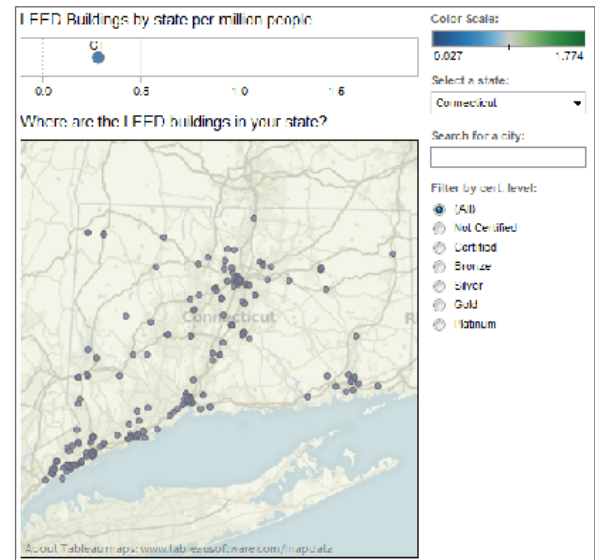 LEED Buildings by state per million people
CT
0.0 0.5 1.0 1.5
Where are the LEED buildings in your state?
Connecticut
R
About Tableau maps: www.tableausoftware.com/mapdata
Color Scale:
0.027 1.774
Select a state:
Connecticut
Search for a city:
Filter by cert. level:
(All)
Not Certified
Certified
Bronze
Silver
Gold
Platinum